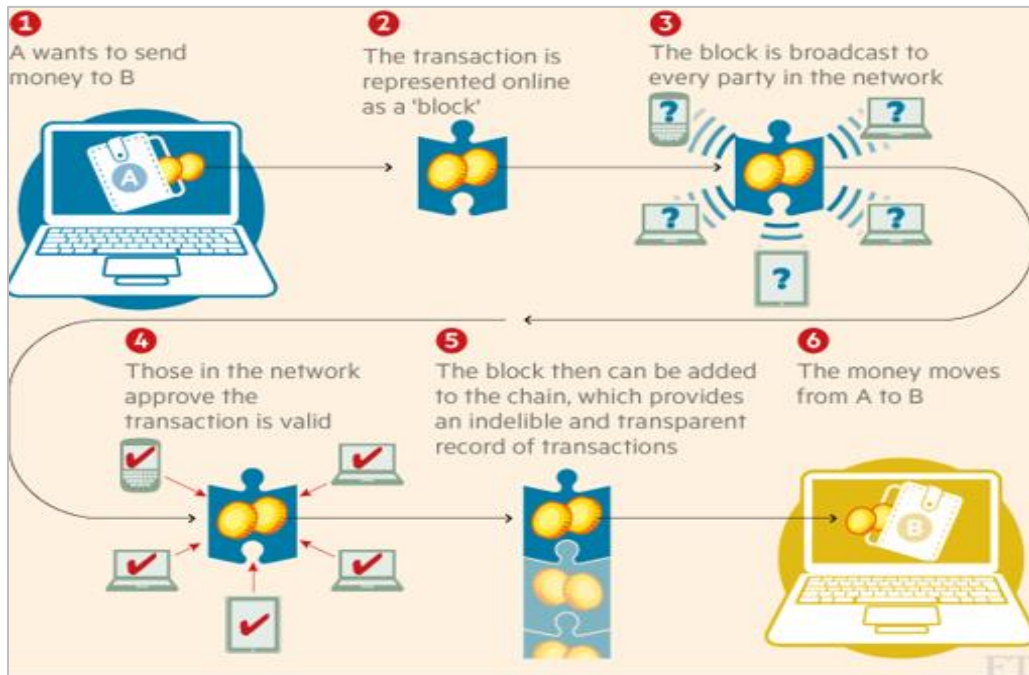 1
A wants to send
money to B
2
The transaction is
represented online
as a 'block'
3
The block is broadcast to
every party in the network
?
?
?
?
?
A
4
Those in the network
approve the
transaction is valid
5
The block then can be added
to the chain, which provides
an indelible and transparent
record of transactions
6
The money moves
from A to B
B
FT